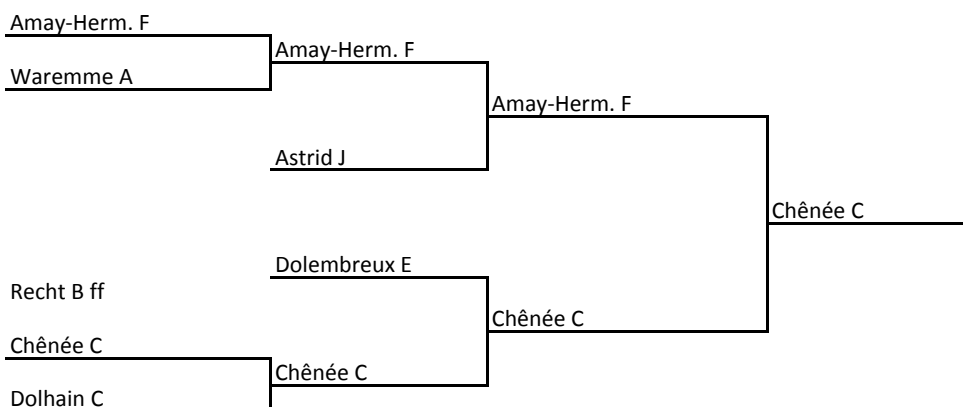 Amay-Herm. F
Amay-Herm. F
Waremme A
Amay-Herm. F
Astrid J
Chênée C
Dolembreux E
Recht B ff
Chênée C
Chênée C
Chênée C
Dolhain C